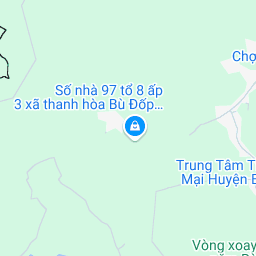 Chợ
Số nhà 97 tổ 8 ấp
3 xã thanh hòa Bù Đốp...
Trung Tâm T
Mại Huyện B
Vòng xoay